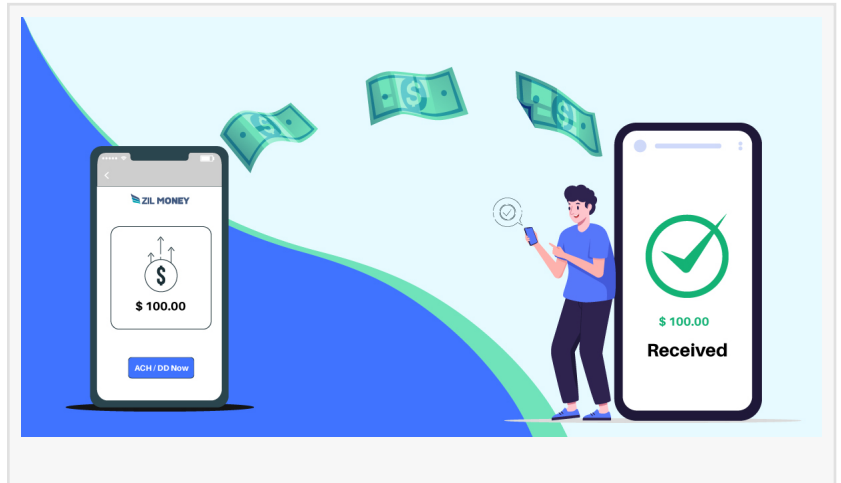 ZIL MONEY
$
$ 100.00
ACH / DD Now
$
$
$
$ 100.00
Received